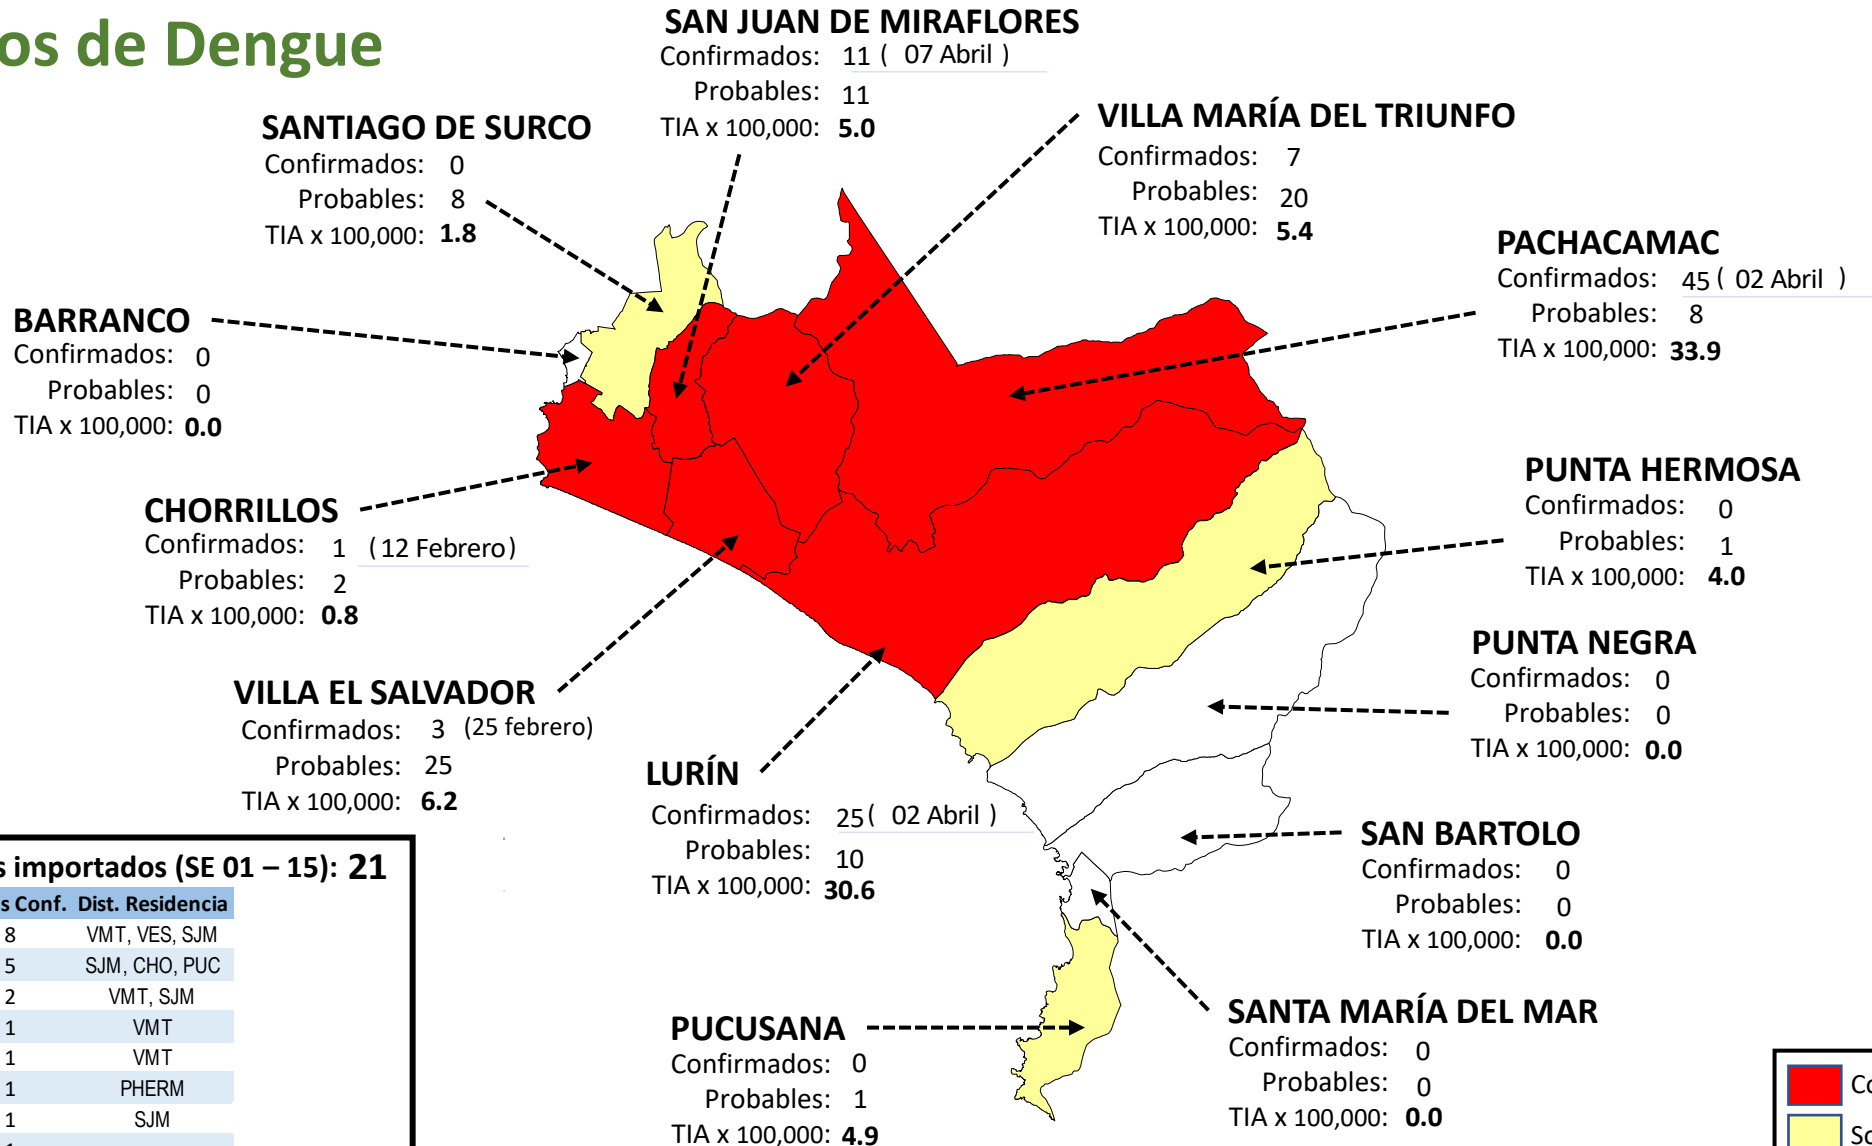 os de Dengue
SAN JUAN DE MIRAFLORES
Confirmados: 11 ( 07 Abril )
Probables: 11
TIA x 100,000: 5.0
SANTIAGO DE SURCO
Confirmados: 0
Probables: 8
TIA x 100,000: 1.8
VILLA MARÍA DEL TRIUNFO
Confirmados: 7
Probables: 20
TIA x 100,000: 5.4
PACHACAMAC
Confirmados: 45 ( 02 Abril )
Probables: 8
TIA x 100,000: 33.9
BARRANCO
Confirmados: 0
Probables: 0
TIA x 100,000: 0.0
CHORRILLOS
Confirmados: 1 (12 Febrero)
Probables: 2
TIA x 100,000: 0.8
PUNTA HERMOSA
Confirmados: 0
Probables: 1
TIA x 100,000: 4.0
PUNTA NEGRA
Confirmados: 0
Probables: 0
TIA x 100,000: 0.0
VILLA EL SALVADOR
Confirmados: 3 (25 febrero)
Probables: 25
TIA x 100,000: 6.2
LURÍN
Confirmados: 25 ( 02 Abril )
Probables: 10
TIA x 100,000: 30.6
SAN BARTOLO
Confirmados: 0
Probables: 0
TIA x 100,000: 0.0
SANTA MARÍA DEL MAR
Confirmados: 0
Probables: 0
TIA x 100,000: 0.0
PUCUSANA
Confirmados: 0
Probables: 1
TIA x 100,000: 4.9
s importados (SE 01 – 15): 21
s Conf. Dist. Residencia
8 VMT, VES, SJM
5 SJM, CHO, PUC
2 VMT, SJM
1 VMT
1 VMT
1 PHERM
1 SJM
Co